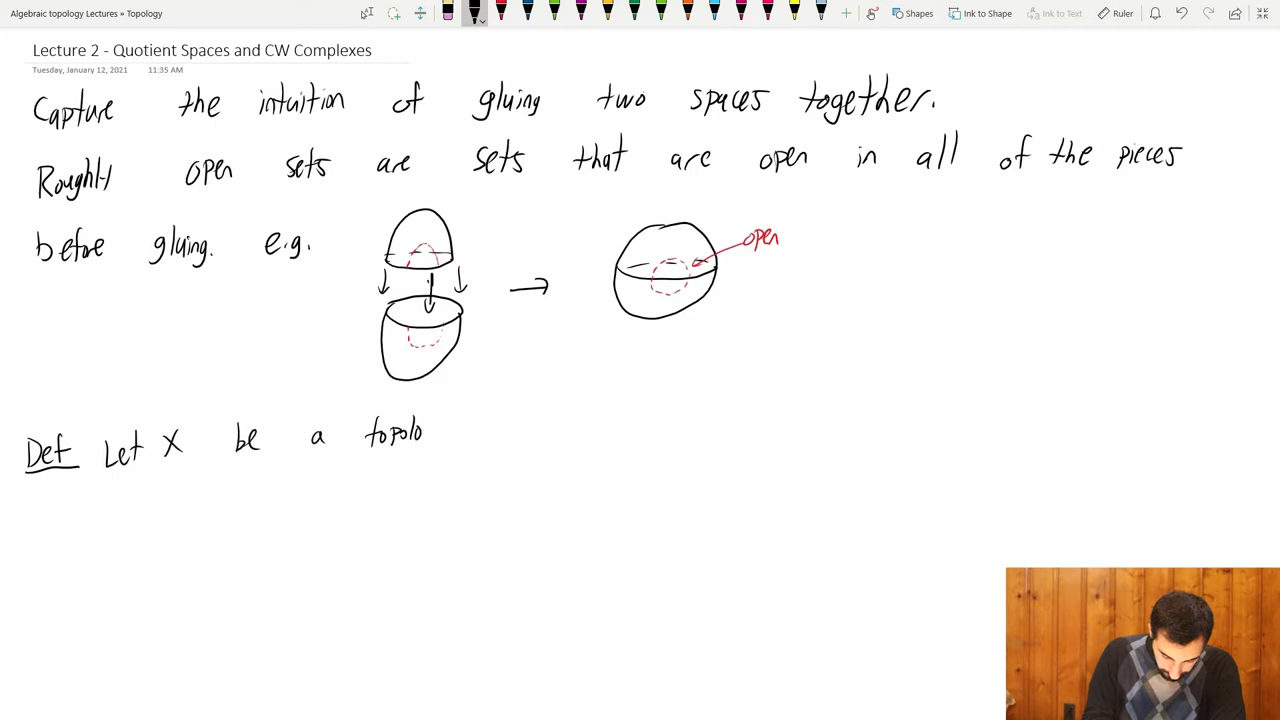 Algebraic topology Lectures » Topology
Shapes
Ink to Shape
Ink to Text
Ruler
Lecture 2 - Quotient Spaces and CW Complexes
Tuesday, January 12, 2021 11:35 AM
Capture the intuition of gluing two spaces together.
Roughly open sets are sets that are open in all of the pieces
before gluing. e.g.
open
Def Let X be a topolo